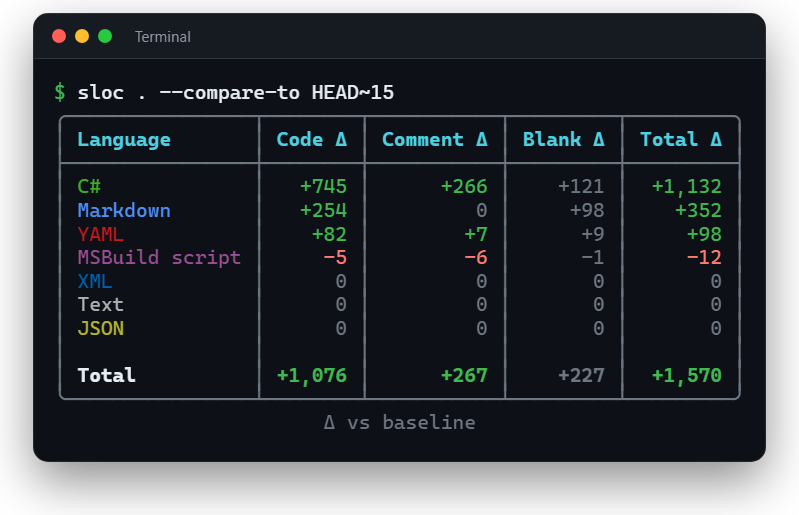 Terminal
$ sloc . --compare-to HEAD~15
Language Code Δ Comment Δ Blank Δ Total Δ
C# +745 +266 +121 +1,132
Markdown +254 0 +98 +352
YAML +82 +7 +9 +98
MSBuild script -5 -6 -1 -12
XML 0 0 0 0
Text 0 0 0 0
JSON 0 0 0 0
Total +1,076 +267 +227 +1,570
Δ vs baseline